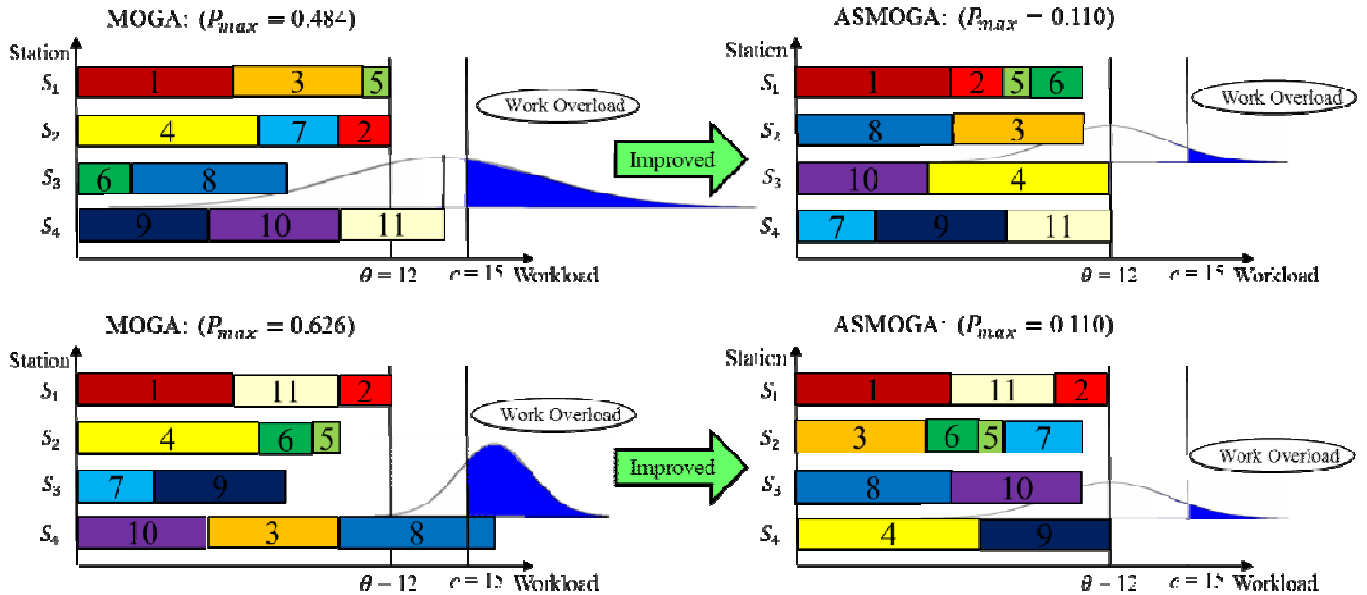 MOGA: (Pmax = 0.484)
Station
S1 1 3 5
S2 4 7 2
S3 6 8
S4 9 10 11
Work Overload
θ = 12 c = 15 Workload
Improved
ASMOGA: (Pmax − 0.110)
Station
S1 1 2 5 6
S2 8 3
S3 10 4
S4 7 9 11
Work Overload
θ = 12 c = 15 Workload
MOGA: (Pmax = 0.626)
Station
S1 1 11 2
S2 4 6 5
S3 7 9
S4 10 3 8
Work Overload
θ − 12 c = 15 Workload
Improved
ASMOGA: (Pmax = 0.110)
Station
S1 1 11 2
S2 3 6 5 7
S3 8 10
S4 4 9
Work Overload
θ − 12 c = 15 Workload